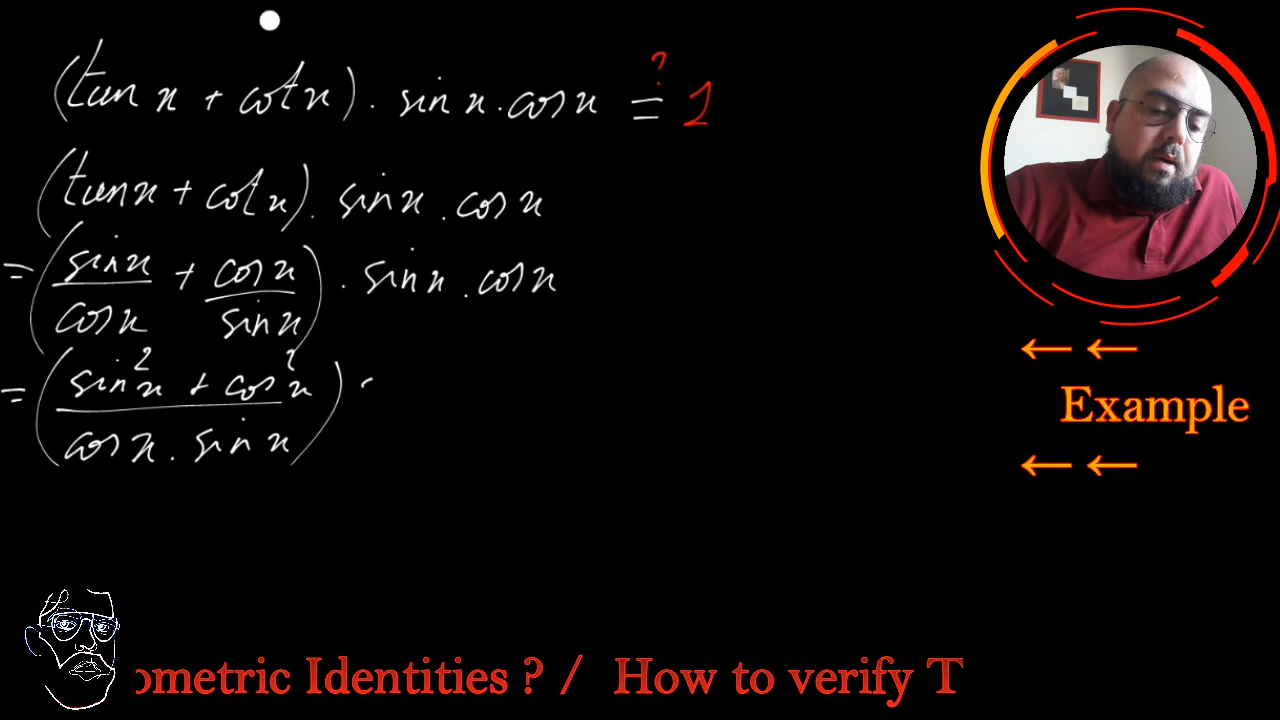 (tan x + cot x) . sin x . cos x =? 1
(tan x + cot x) . sin x . cos x
= (sin x / cos x + cos x / sin x) . sin x . cos x
= (sin² x + cos² x / cos x . sin x) .
← ←
Example
← ←
ometric Identities ? / How to verify T